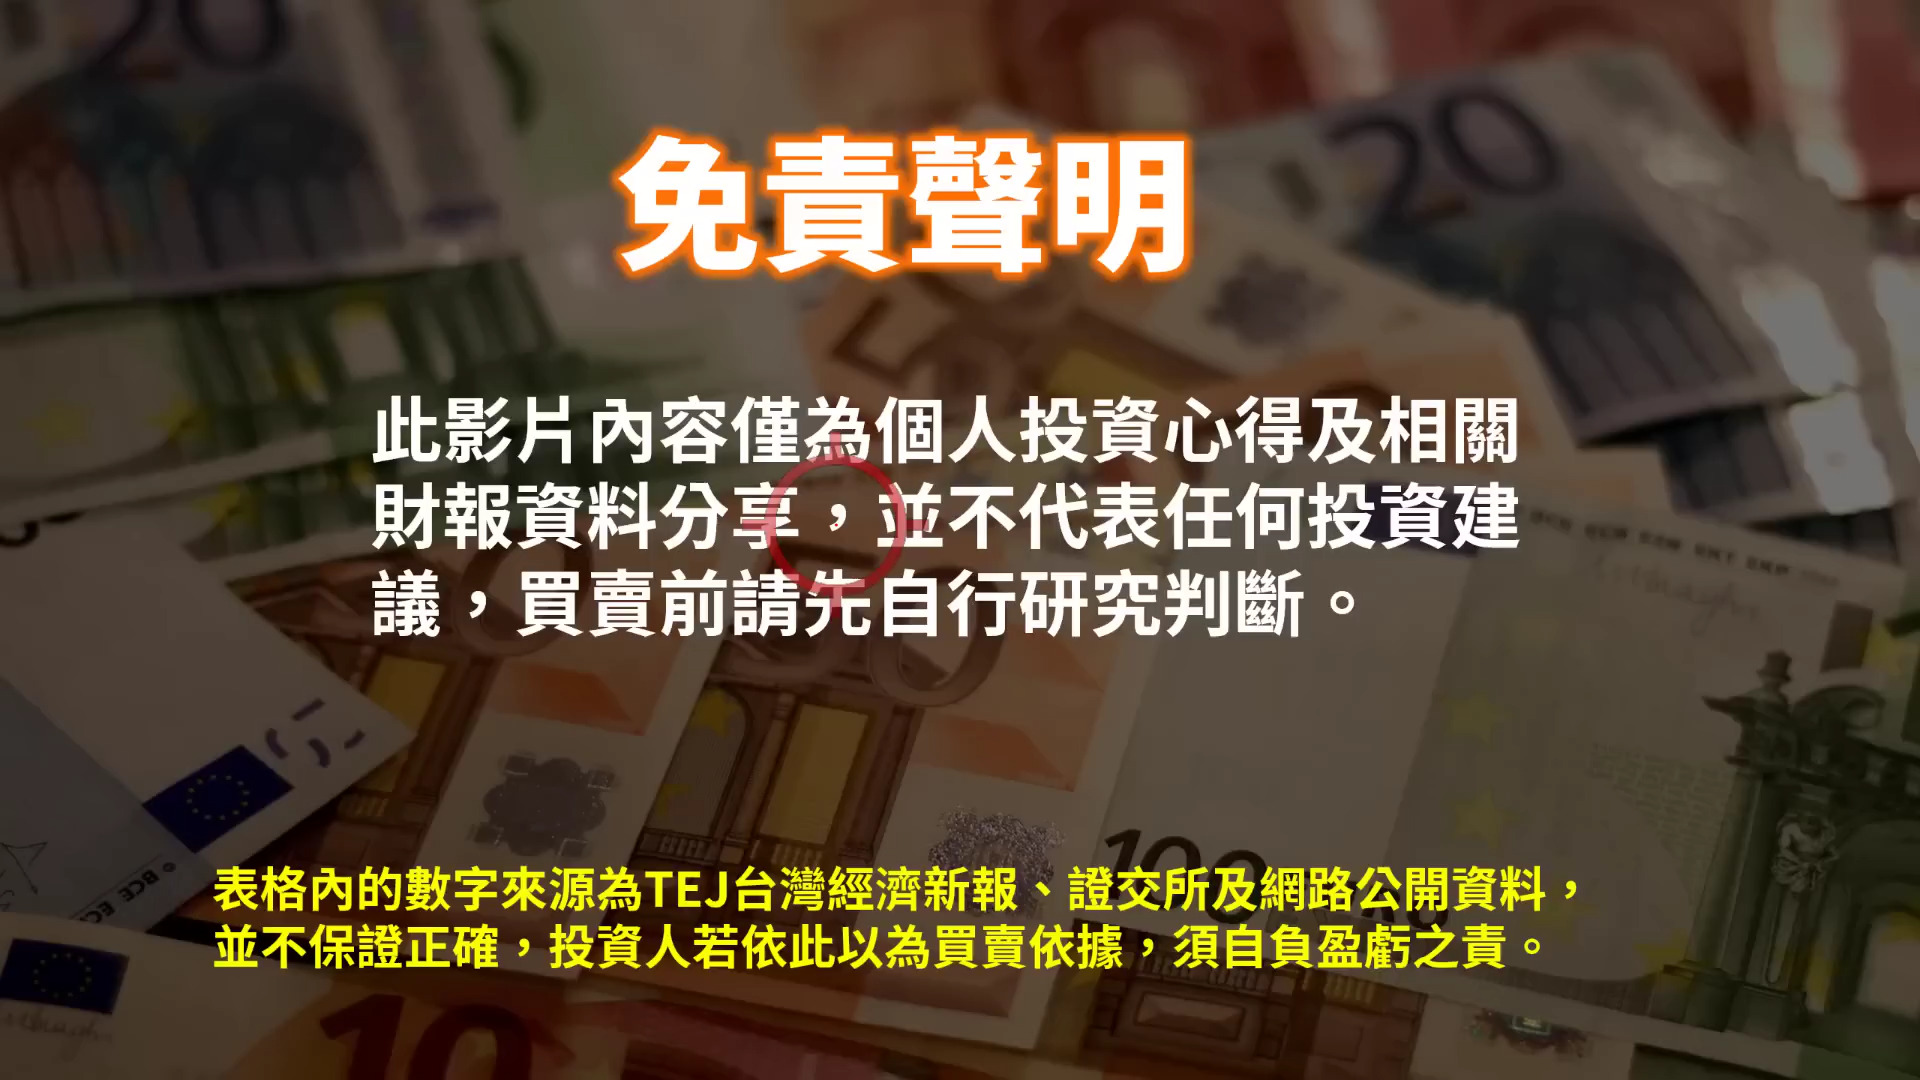 免責聲明
此影片內容僅為個人投資心得及相關
財報資料分享，並不代表任何投資建
議，買賣前請先自行研究判斷。
表格內的數字來源為TEJ台灣經濟新報、證交所及網路公開資料，
並不保證正確，投資人若依此以為買賣依據，須自負盈虧之責。
20
20
100
10